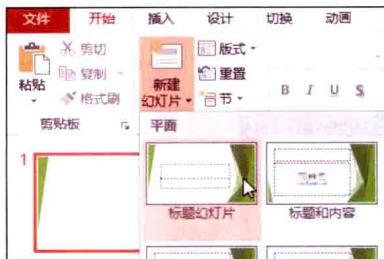 文件 开始 插入 设计 切换 动画
剪切 版式
复制 重置
粘贴 新建
格式刷 幻灯片 节 B I U S
剪贴板 平面
1
标题幻灯片 标题和内容